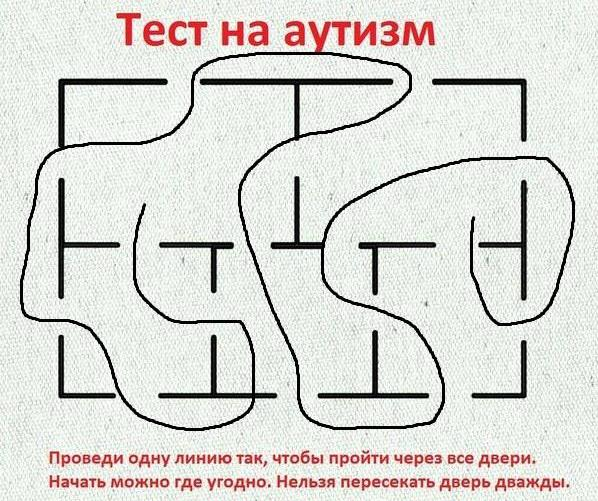 Тест на аутизм
Проведи одну линию так, чтобы пройти через все двери.
Начать можно где угодно. Нельзя пересекать дверь дважды.